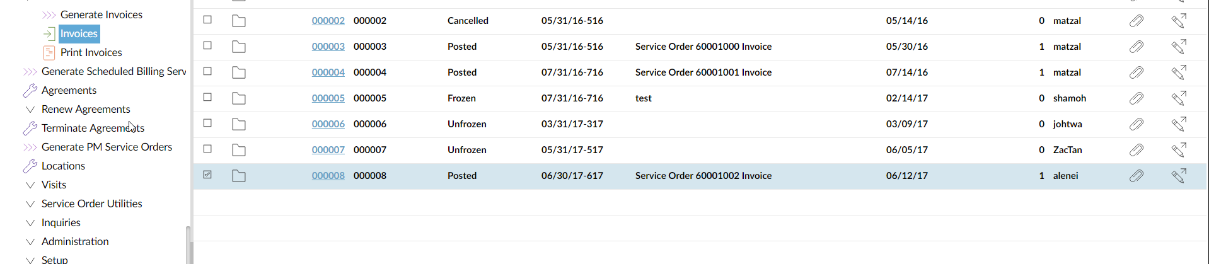 Generate Invoices
Invoices
Print Invoices
Generate Scheduled Billing Serv
Agreements
Renew Agreements
Terminate Agreements
Generate PM Service Orders
Locations
Visits
Service Order Utilities
Inquiries
Administration
Setup
000002 000002 Cancelled 05/31/16-516 05/14/16 0 matzal
000003 000003 Posted 05/31/16-516 Service Order 60001000 Invoice 05/30/16 1 matzal
000004 000004 Posted 07/31/16-716 Service Order 60001001 Invoice 07/14/16 1 matzal
000005 000005 Frozen 07/31/16-716 test 02/14/17 0 shamoh
000006 000006 Unfrozen 03/31/17-317 03/09/17 0 johtwa
000007 000007 Unfrozen 05/31/17-517 06/05/17 0 ZacTan
000008 000008 Posted 06/30/17-617 Service Order 60001002 Invoice 06/12/17 1 alenei